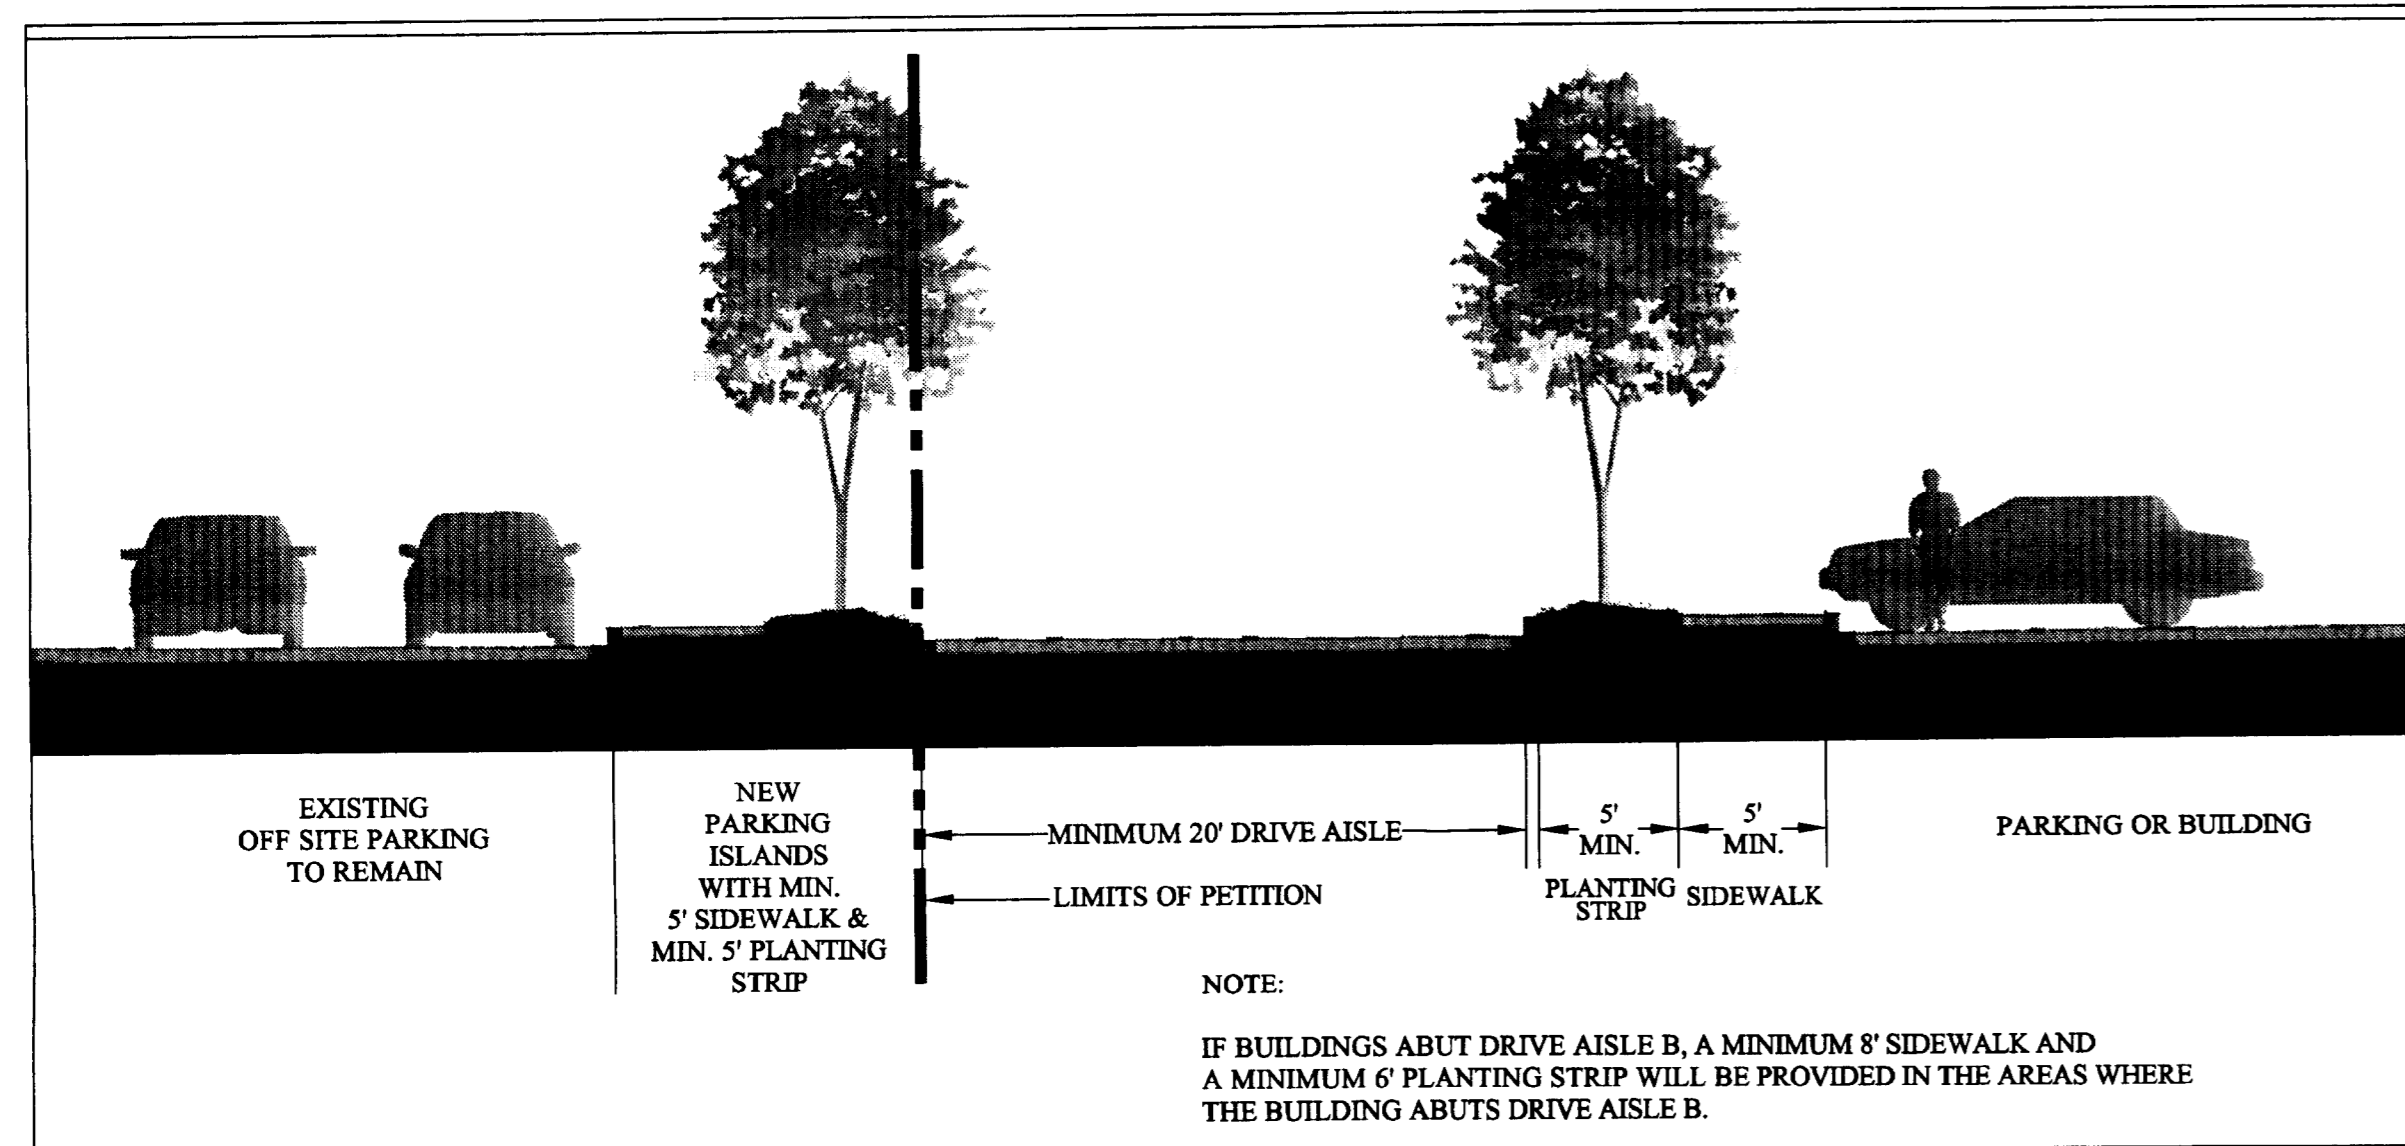 EXISTING
OFF SITE PARKING
TO REMAIN
NEW
PARKING
ISLANDS
WITH MIN.
5' SIDEWALK &
MIN. 5' PLANTING
STRIP
MINIMUM 20' DRIVE AISLE
LIMITS OF PETITION
5'
MIN.
PLANTING
STRIP
5'
MIN.
SIDEWALK
PARKING OR BUILDING
NOTE:
IF BUILDINGS ABUT DRIVE AISLE B, A MINIMUM 8' SIDEWALK AND
A MINIMUM 6' PLANTING STRIP WILL BE PROVIDED IN THE AREAS WHERE
THE BUILDING ABUTS DRIVE AISLE B.